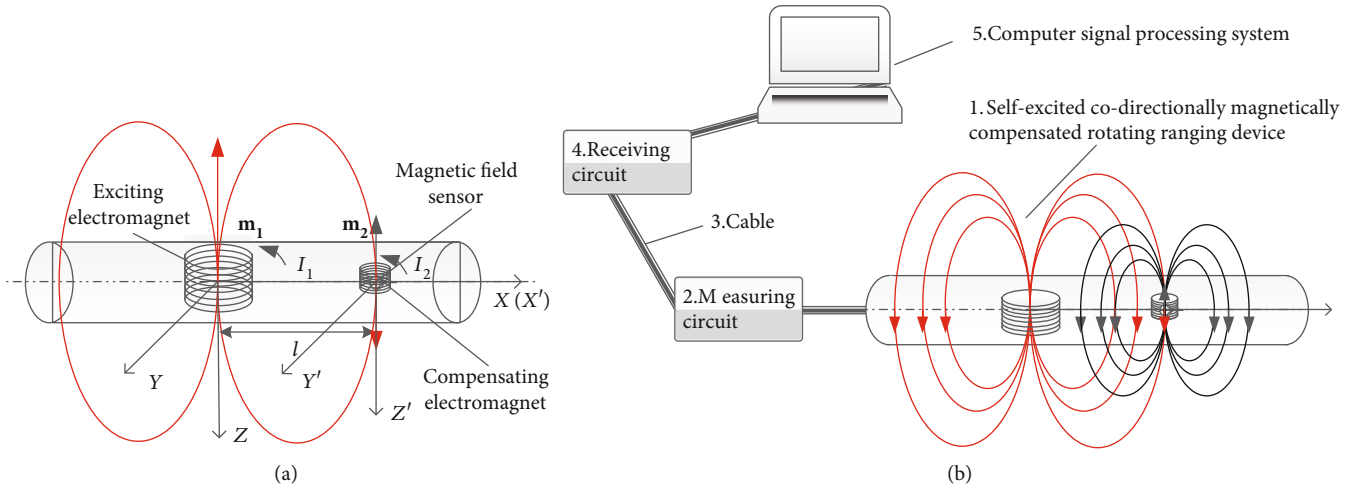 Exciting
electromagnet
m1
I1
m2
I2
Magnetic field
sensor
X (X′)
l
Y
Y′
Z
Z′
Compensating
electromagnet
(a)
5.Computer signal processing system
1. Self-excited co-directionally magnetically
compensated rotating ranging device
4.Receiving
circuit
3.Cable
2.M easuring
circuit
(b)